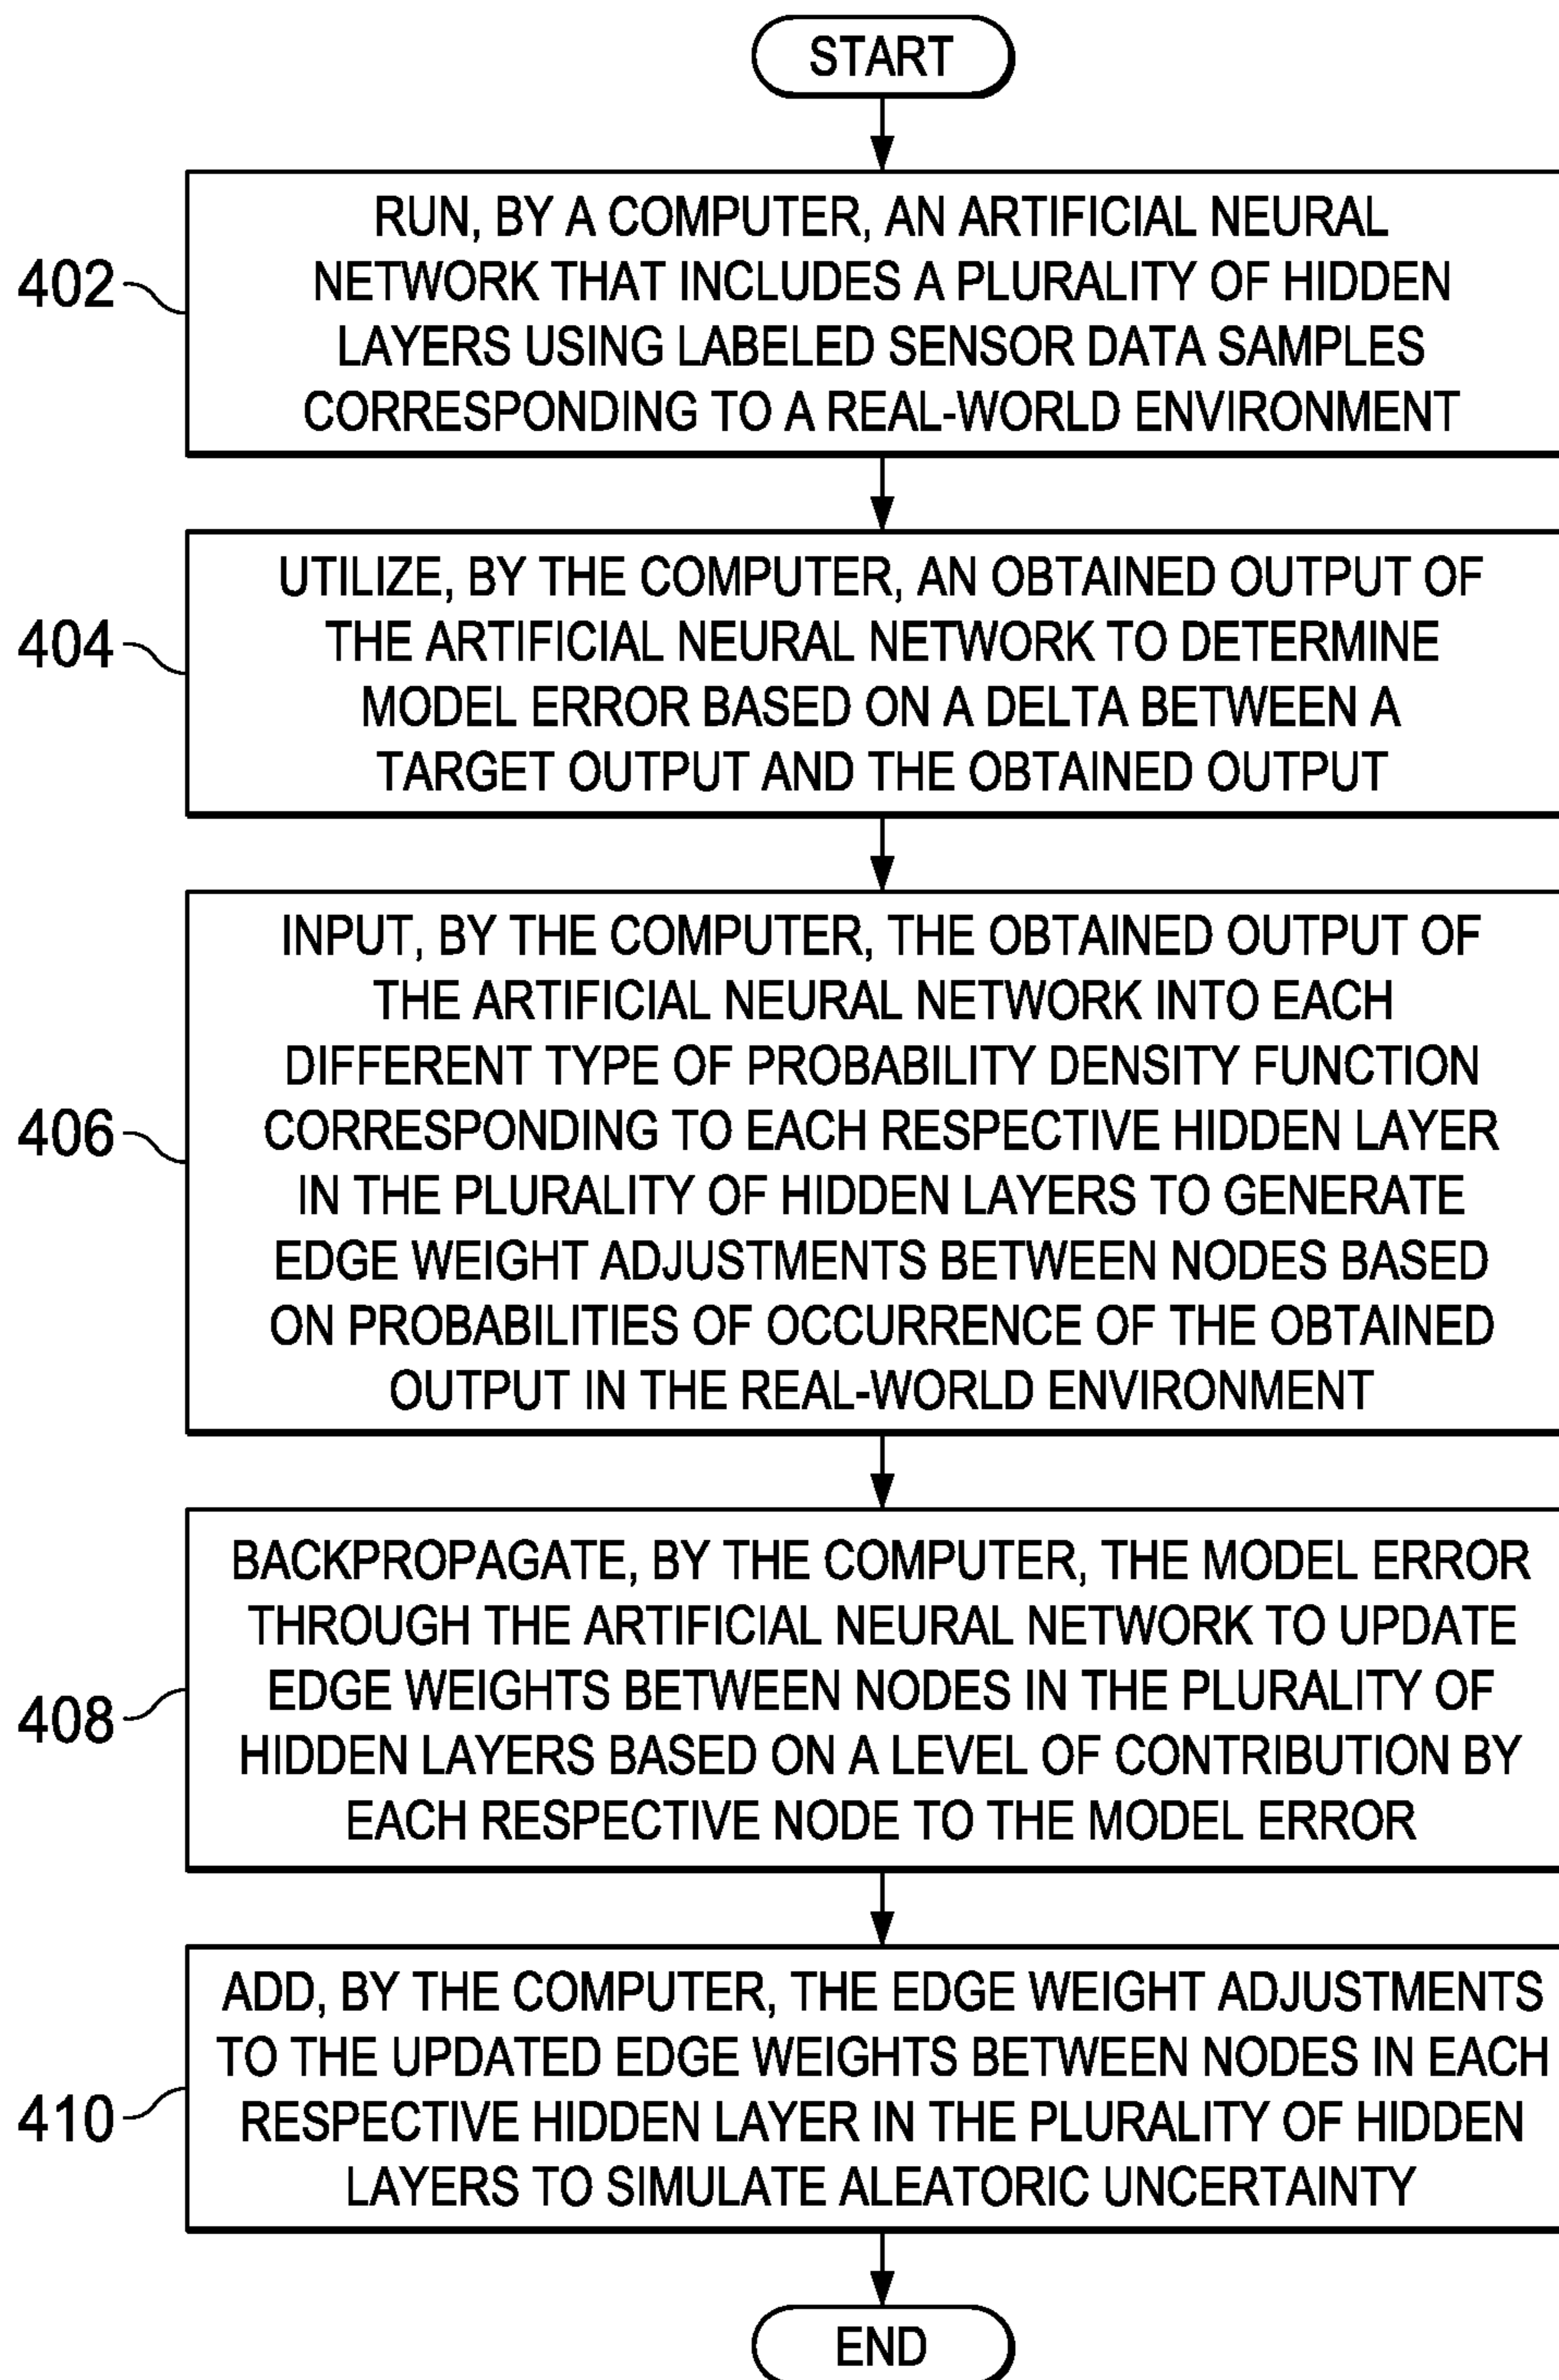 START
402
RUN, BY A COMPUTER, AN ARTIFICIAL NEURAL
NETWORK THAT INCLUDES A PLURALITY OF HIDDEN
LAYERS USING LABELED SENSOR DATA SAMPLES
CORRESPONDING TO A REAL-WORLD ENVIRONMENT
404
UTILIZE, BY THE COMPUTER, AN OBTAINED OUTPUT OF
THE ARTIFICIAL NEURAL NETWORK TO DETERMINE
MODEL ERROR BASED ON A DELTA BETWEEN A
TARGET OUTPUT AND THE OBTAINED OUTPUT
406
INPUT, BY THE COMPUTER, THE OBTAINED OUTPUT OF
THE ARTIFICIAL NEURAL NETWORK INTO EACH
DIFFERENT TYPE OF PROBABILITY DENSITY FUNCTION
CORRESPONDING TO EACH RESPECTIVE HIDDEN LAYER
IN THE PLURALITY OF HIDDEN LAYERS TO GENERATE
EDGE WEIGHT ADJUSTMENTS BETWEEN NODES BASED
ON PROBABILITIES OF OCCURRENCE OF THE OBTAINED
OUTPUT IN THE REAL-WORLD ENVIRONMENT
408
BACKPROPAGATE, BY THE COMPUTER, THE MODEL ERROR
THROUGH THE ARTIFICIAL NEURAL NETWORK TO UPDATE
EDGE WEIGHTS BETWEEN NODES IN THE PLURALITY OF
HIDDEN LAYERS BASED ON A LEVEL OF CONTRIBUTION BY
EACH RESPECTIVE NODE TO THE MODEL ERROR
410
ADD, BY THE COMPUTER, THE EDGE WEIGHT ADJUSTMENTS
TO THE UPDATED EDGE WEIGHTS BETWEEN NODES IN EACH
RESPECTIVE HIDDEN LAYER IN THE PLURALITY OF HIDDEN
LAYERS TO SIMULATE ALEATORIC UNCERTAINTY
END